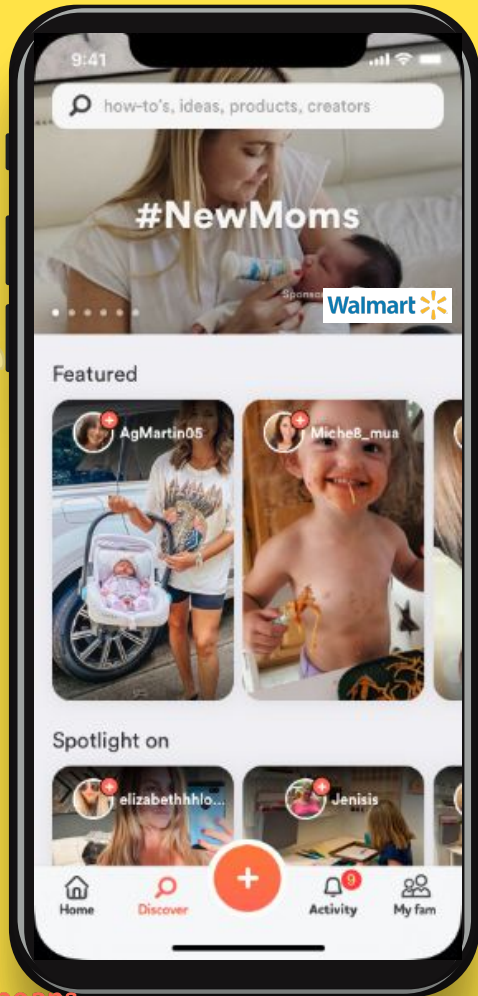 9:41
how-to's, ideas, products, creators
#NewMoms
Walmart
Featured
AgMartin05
Miche8_mua
Spotlight on
elizabethhhlo...
Jenisis
+
9
Home
Discover
Activity
My fam